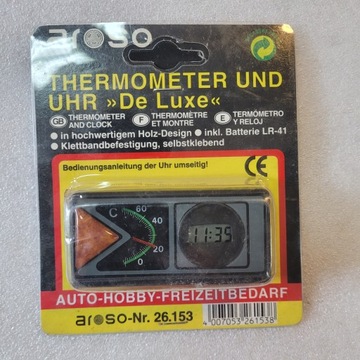 aroso
THERMOMETER UND
UHR »De Luxe«
GB THERMOMETER AND CLOCK
F THERMOMÈTRE ET MONTRE
E TERMÓMETRO Y RELOJ
● in hochwertigem Holz-Design ● inkl. Batterie LR-41
● Klettbandbefestigung, selbstklebend
Bedienungsanleitung der Uhr umseitig!
CE
C 60
40
20
0
11:35
AUTO-HOBBY-FREIZEITBEDARF
aroso-Nr. 26.153
4 007053 261538